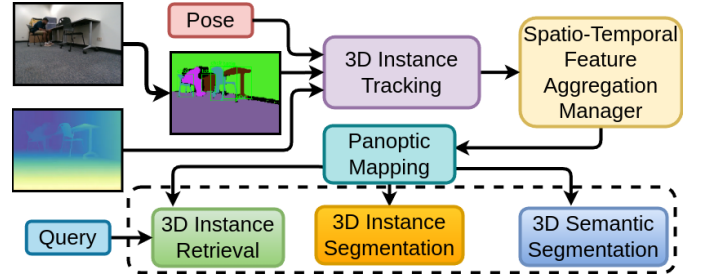 Pose
3D Instance
Tracking
Spatio-Temporal
Feature
Aggregation
Manager
Panoptic
Mapping
Query
3D Instance
Retrieval
3D Instance
Segmentation
3D Semantic
Segmentation